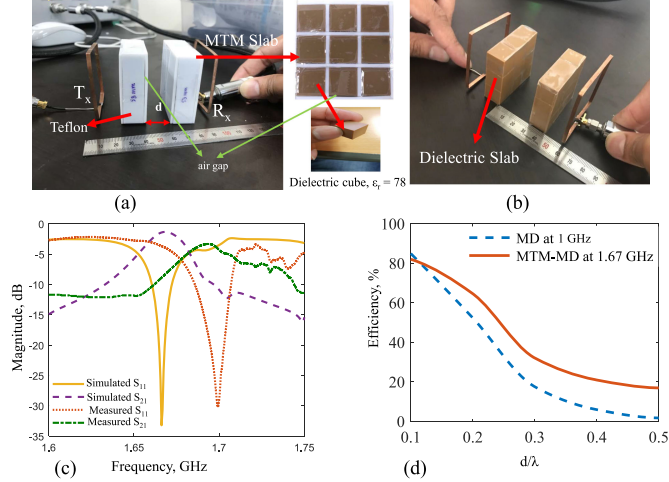 (a)
MTM Slab
Tx
Teflon
d
Rx
air gap
Dielectric cube, εr = 78
(b)
Dielectric Slab
0
-5
-10
-15
-20
-25
-30
-35
Magnitude, dB
Simulated S11
Simulated S21
Measured S11
Measured S21
1.6
1.65
1.7
1.75
(c)
Frequency, GHz
100
80
60
40
20
0
Efficiency, %
MD at 1 GHz
MTM-MD at 1.67 GHz
0.1
0.2
0.3
0.4
0.5
d/λ
(d)